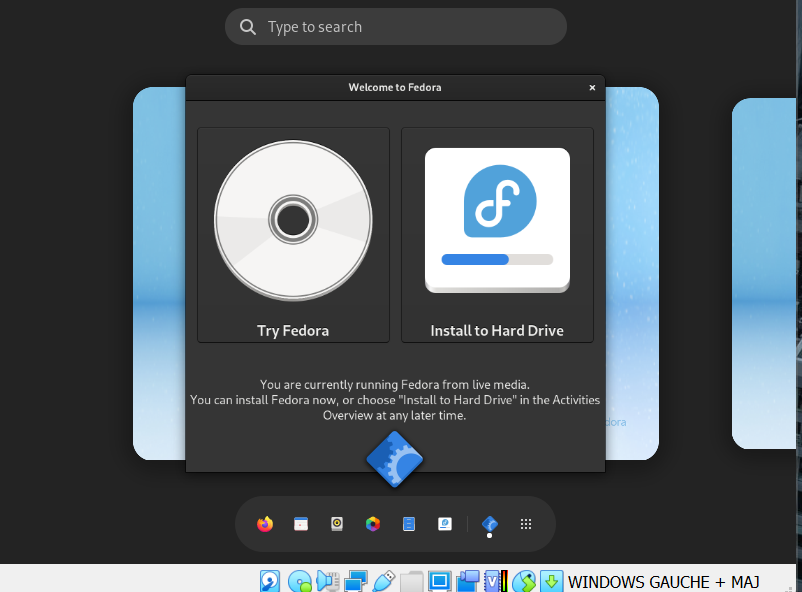 Type to search
Welcome to Fedora
Try Fedora
Install to Hard Drive
You are currently running Fedora from live media.
You can install Fedora now, or choose "Install to Hard Drive" in the Activities
Overview at any later time.
dora
WINDOWS GAUCHE + MAJ